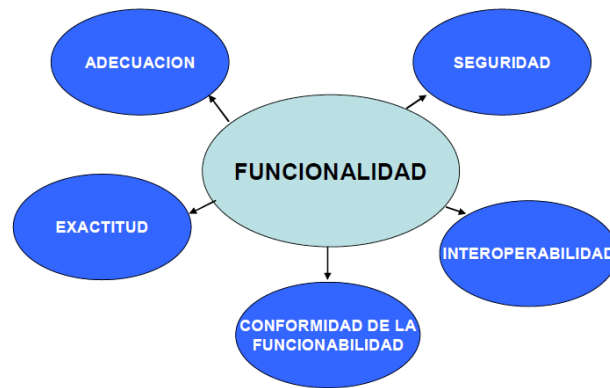 ADECUACION
SEGURIDAD
FUNCIONALIDAD
EXACTITUD
INTEROPERABILIDAD
CONFORMIDAD DE LA
FUNCIONABILIDAD